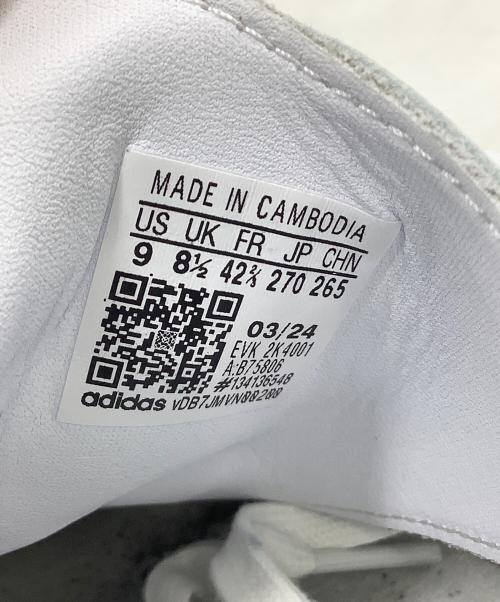 MADE IN CAMBODIA
US UK FR JP CHN
9 8½ 42⅔ 270 265
03/24
EVK 2K4001
A:B75806
#134136548
adidas vDB7JMVN00200